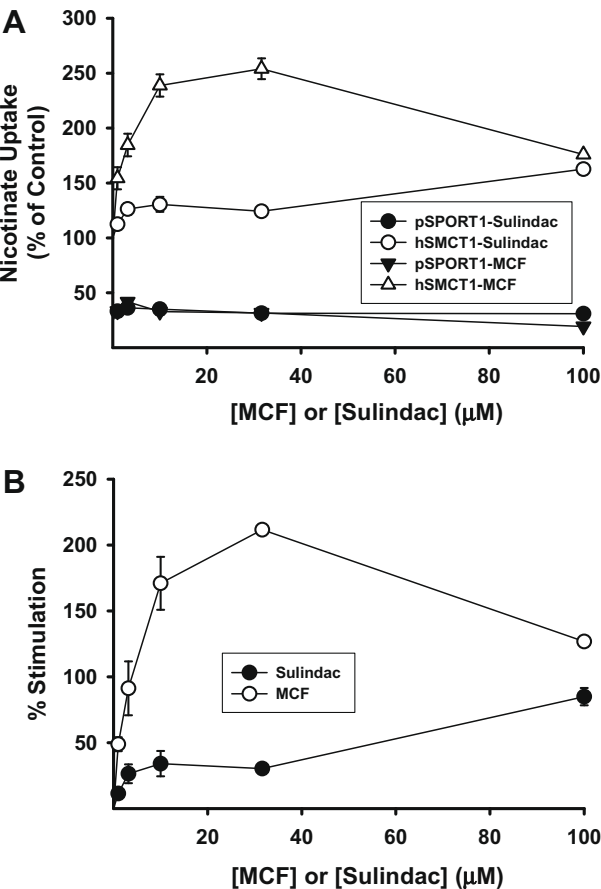 A
Nicotinate Uptake
(% of Control)
300
250
200
150
100
50
pSPORT1-Sulindac
hSMCT1-Sulindac
pSPORT1-MCF
hSMCT1-MCF
20 40 60 80 100
[MCF] or [Sulindac] (μM)
B
% Stimulation
250
200
150
100
50
Sulindac
MCF
20 40 60 80 100
[MCF] or [Sulindac] (μM)